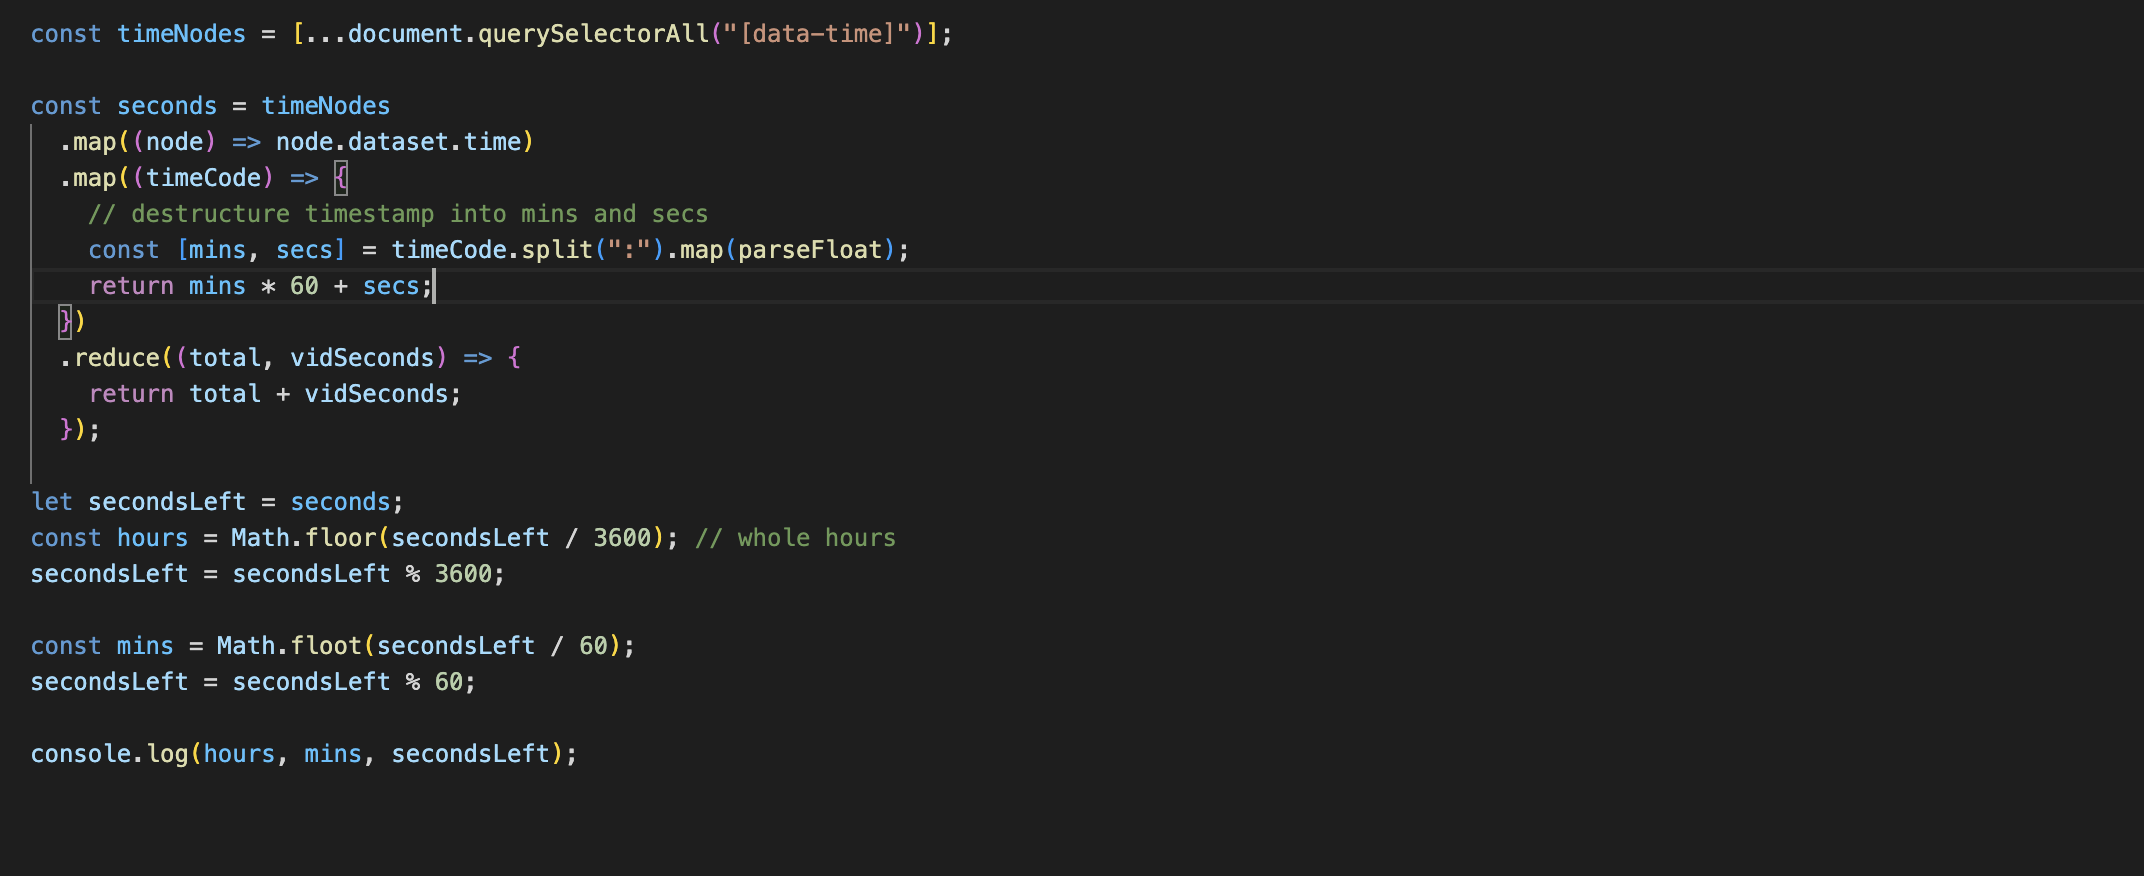 const timeNodes = [...document.querySelectorAll("[data-time]")];
const seconds = timeNodes
.map((node) => node.dataset.time)
.map((timeCode) => {
// destructure timestamp into mins and secs
const [mins, secs] = timeCode.split(":").map(parseFloat);
return mins * 60 + secs;
})
.reduce((total, vidSeconds) => {
return total + vidSeconds;
});
let secondsLeft = seconds;
const hours = Math.floor(secondsLeft / 3600); // whole hours
secondsLeft = secondsLeft % 3600;
const mins = Math.floot(secondsLeft / 60);
secondsLeft = secondsLeft % 60;
console.log(hours, mins, secondsLeft);